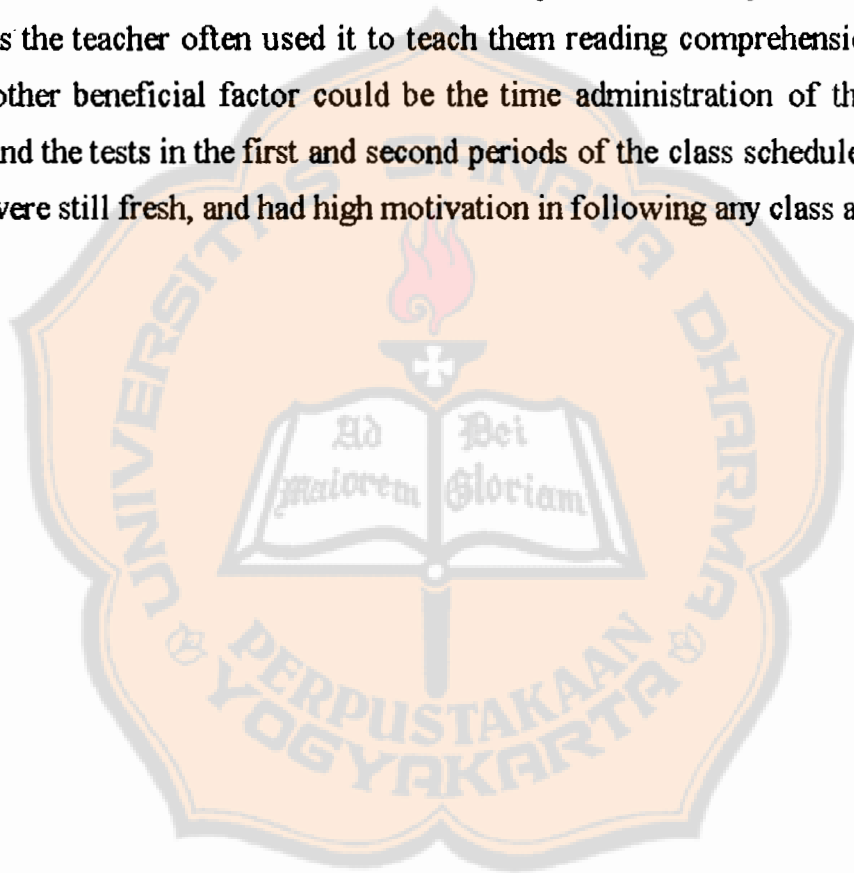 s the teacher often used it to teach them reading comprehensi
other beneficial factor could be the time administration of th
nd the tests in the first and second periods of the class schedule
were still fresh, and had high motivation in following any class a
UNIVERSITAS SANATA DHARMA
Ad Dei
Maiorem Gloriam
PERPUSTAKAAN
YOGYAKARTA